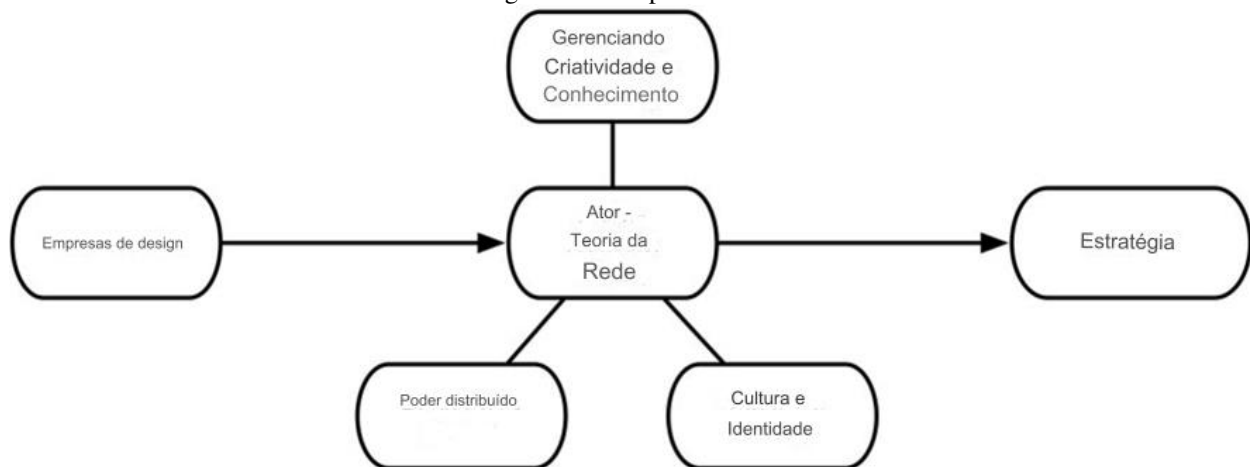 Gerenciando
Criatividade e
Conhecimento
Empresas de design
Ator -
Teoria da
Rede
Estratégia
Poder distribuído
Cultura e
Identidade